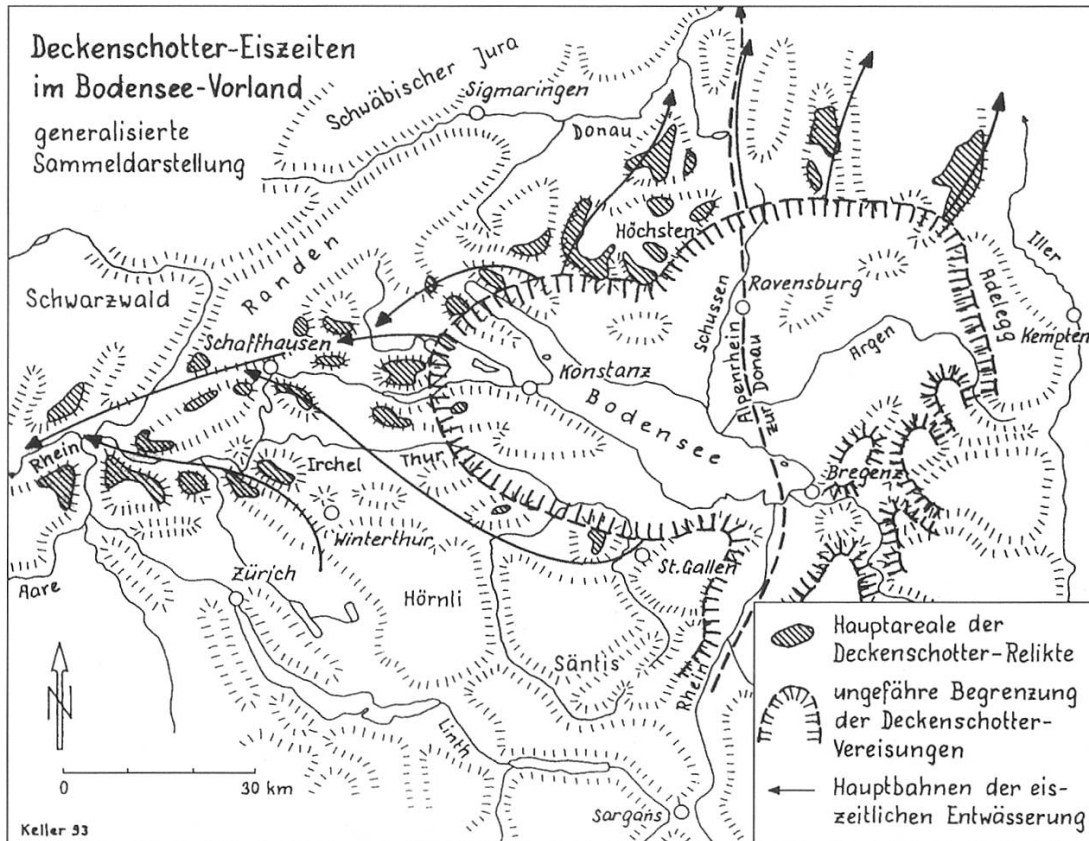 Deckenschotter-Eiszeiten
im Bodensee-Vorland
generalisierte
Sammeldarstellung
Schwäbischer Jura
Sigmaringen
Donau
Höchsten
Randen
Schwarzwald
Schaffhausen
Schussen
Ravensburg
Iller
Adelegg
Kempten
Argen
Alpenrhein
zur Donau
Konstanz
Bodensee
Rhein
Irchel
Thur
Bregenz
Winterthur
St. Gallen
Zürich
Hörnli
Aare
Säntis
Rhein
Linth
Sargans
N
0 30 km
Keller 93
Hauptareale der
Deckenschotter-Relikte
ungefähre Begrenzung
der Deckenschotter-
Vereisungen
Hauptbahnen der eis-
zeitlichen Entwässerung